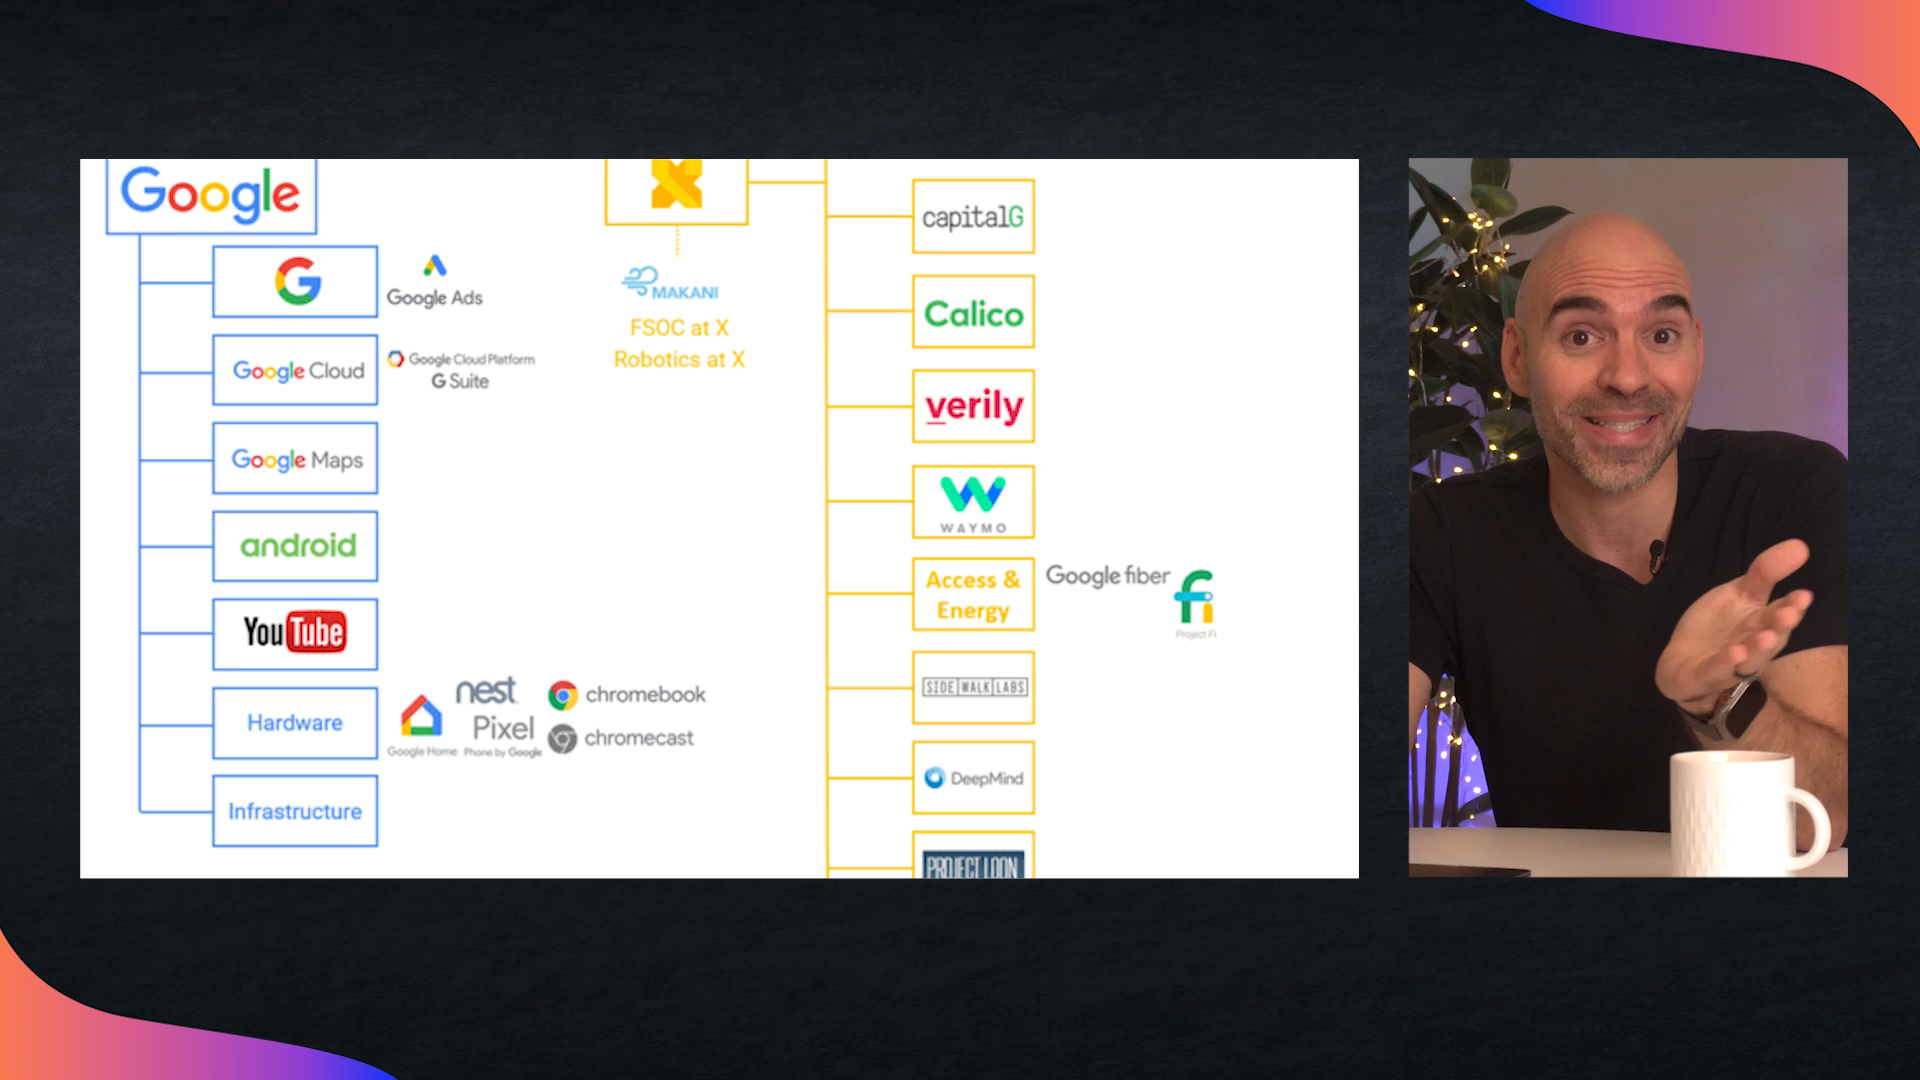 Google
G
Google Ads
Google Cloud
Google Cloud Platform
G Suite
Google Maps
android
YouTube
Hardware
Google Home
nest
Pixel
Phone by Google
chromebook
chromecast
Infrastructure
X
MAKANI
FSOC at X
Robotics at X
capitalG
Calico
verily
WAYMO
Access &
Energy
Google fiber
fi
Project Fi
SIDEWALK LABS
DeepMind
PROJECT LOON